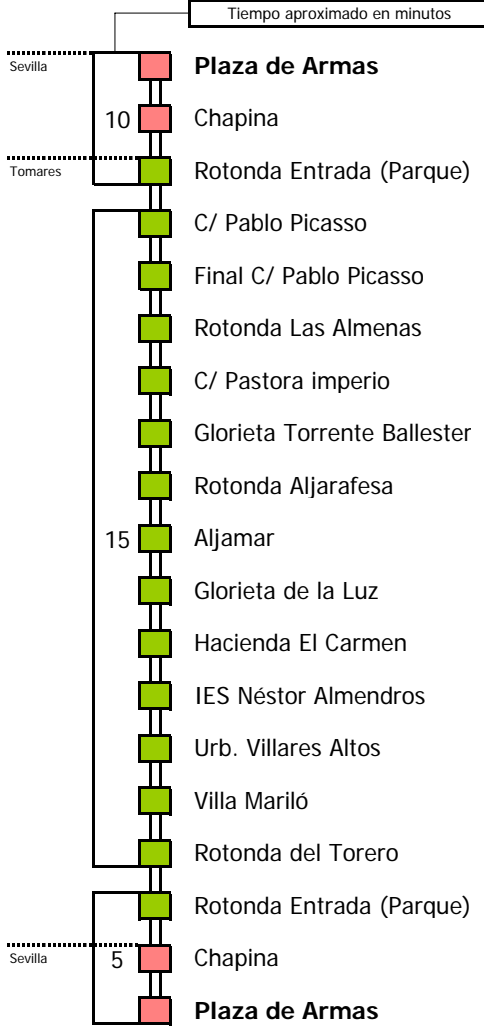 Tiempo aproximado en minutos
Sevilla
Plaza de Armas
10
Chapina
Tomares
Rotonda Entrada (Parque)
C/ Pablo Picasso
Final C/ Pablo Picasso
Rotonda Las Almenas
C/ Pastora imperio
Glorieta Torrente Ballester
Rotonda Aljarafesa
15
Aljamar
Glorieta de la Luz
Hacienda El Carmen
IES Néstor Almendros
Urb. Villares Altos
Villa Mariló
Rotonda del Torero
Rotonda Entrada (Parque)
Sevilla
5
Chapina
Plaza de Armas